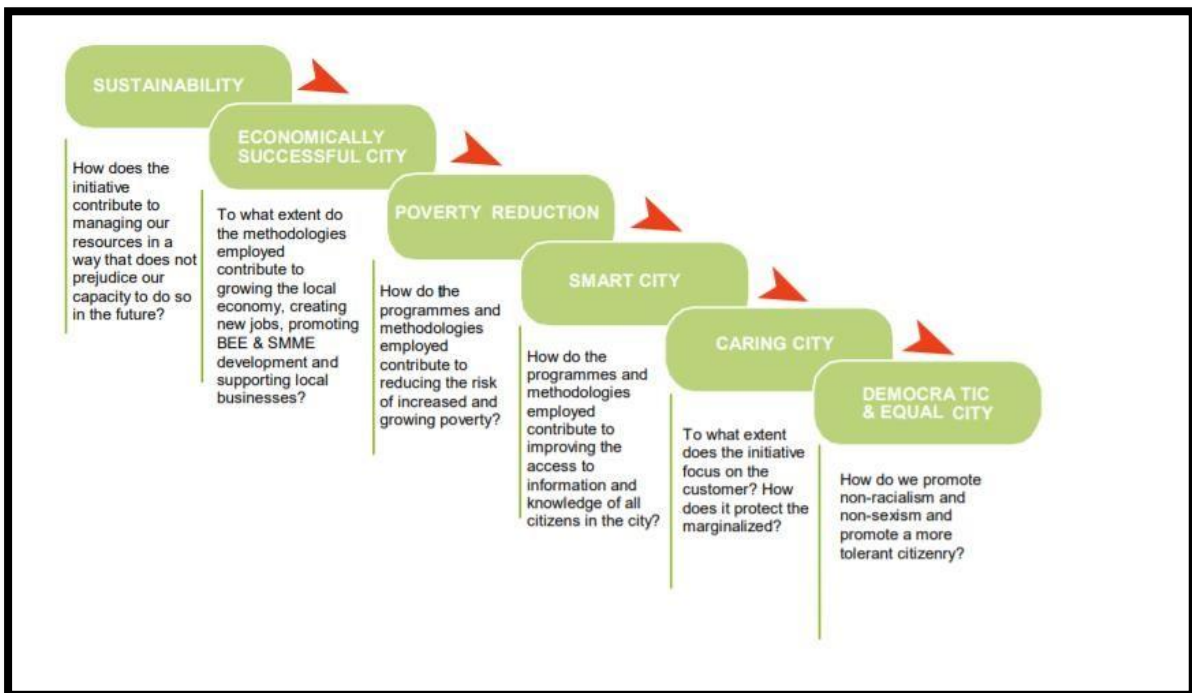 SUSTAINABILITY
How does the
initiative
contribute to
managing our
resources in a
way that does not
prejudice our
capacity to do so
in the future?
ECONOMICALLY
SUCCESSFUL CITY
To what extent do
the methodologies
employed
contribute to
growing the local
economy, creating
new jobs, promoting
BEE & SMME
development and
supporting local
businesses?
POVERTY REDUCTION
How do the
programmes and
methodologies
employed
contribute to
reducing the risk
of increased and
growing poverty?
SMART CITY
How do the
programmes and
methodologies
employed
contribute to
improving the
access to
information and
knowledge of all
citizens in the city?
CARING CITY
To what extent
does the initiative
focus on the
customer? How
does it protect the
marginalized?
DEMOCRA TIC
& EQUAL CITY
How do we promote
non-racialism and
non-sexism and
promote a more
tolerant citizenry?